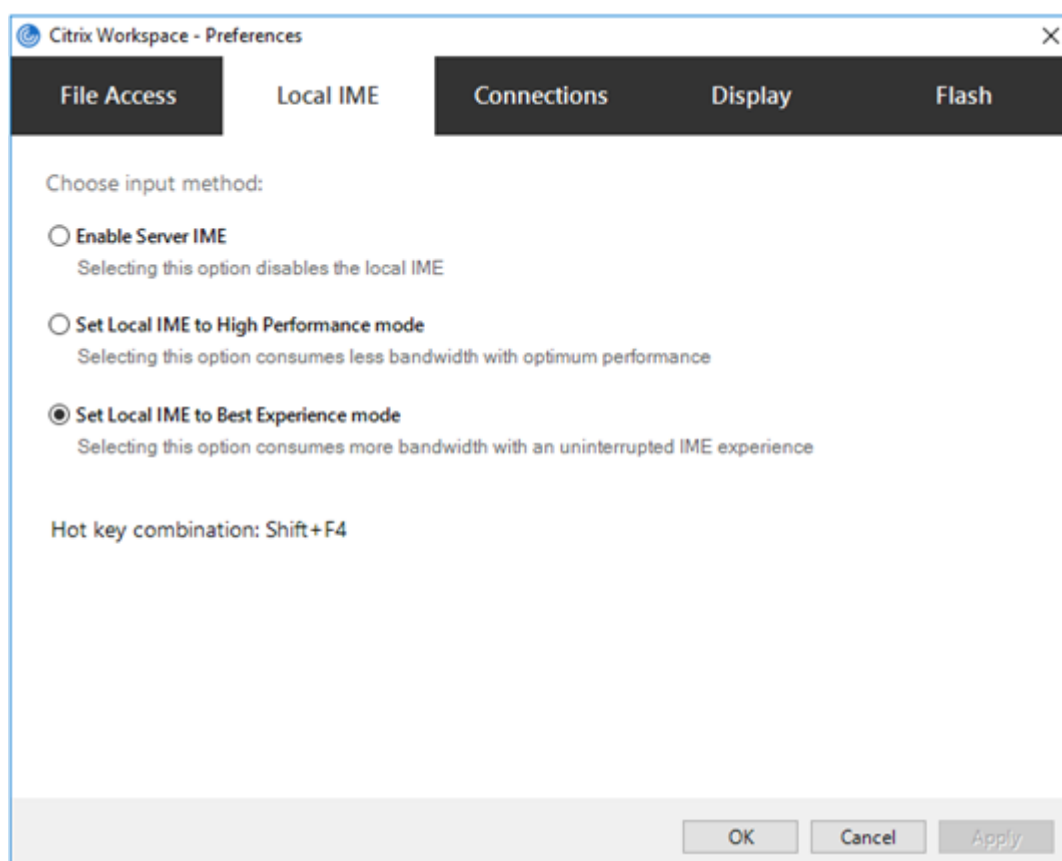 Citrix Workspace - Preferences
File Access Local IME Connections Display Flash
Choose input method:
Enable Server IME
Selecting this option disables the local IME
Set Local IME to High Performance mode
Selecting this option consumes less bandwidth with optimum performance
Set Local IME to Best Experience mode
Selecting this option consumes more bandwidth with an uninterrupted IME experience
Hot key combination: Shift+F4
OK Cancel Apply